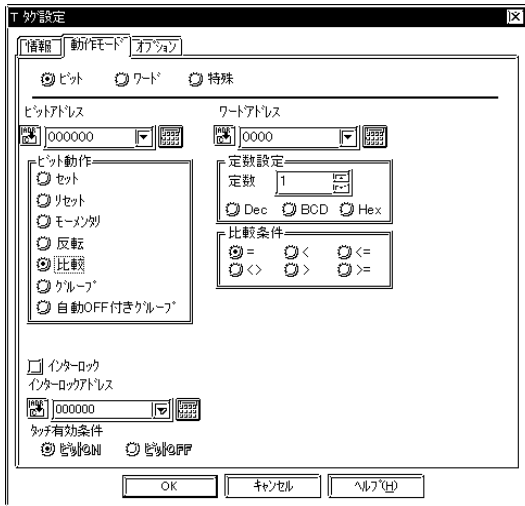 T ﾀｸﾞ設定
情報 動作ﾓｰﾄﾞ ｵﾌﾟｼｮﾝ
ﾋﾞｯﾄ ﾜｰﾄﾞ 特殊
ﾋﾞｯﾄｱﾄﾞﾚｽ ﾜｰﾄﾞｱﾄﾞﾚｽ
000000 0000
ﾋﾞｯﾄ動作 定数設定
ｾｯﾄ 定数 1
ﾘｾｯﾄ Dec BCD Hex
ﾓｰﾒﾝﾀﾘ 比較条件
反転 = < <=
比較 <> > >=
ｸﾞﾙｰﾌﾟ
自動OFF付きｸﾞﾙｰﾌﾟ
ｲﾝﾀｰﾛｯｸ
ｲﾝﾀｰﾛｯｸｱﾄﾞﾚｽ
000000
ﾀｯﾁ有効条件
ﾋﾞｯﾄON ﾋﾞｯﾄOFF
OK ｷｬﾝｾﾙ ﾍﾙﾌﾟ(H)